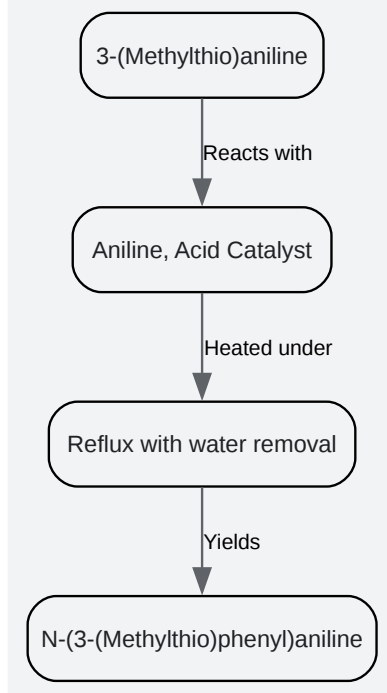 3-(Methylthio)aniline
Reacts with
Aniline, Acid Catalyst
Heated under
Reflux with water removal
Yields
N-(3-(Methylthio)phenyl)aniline